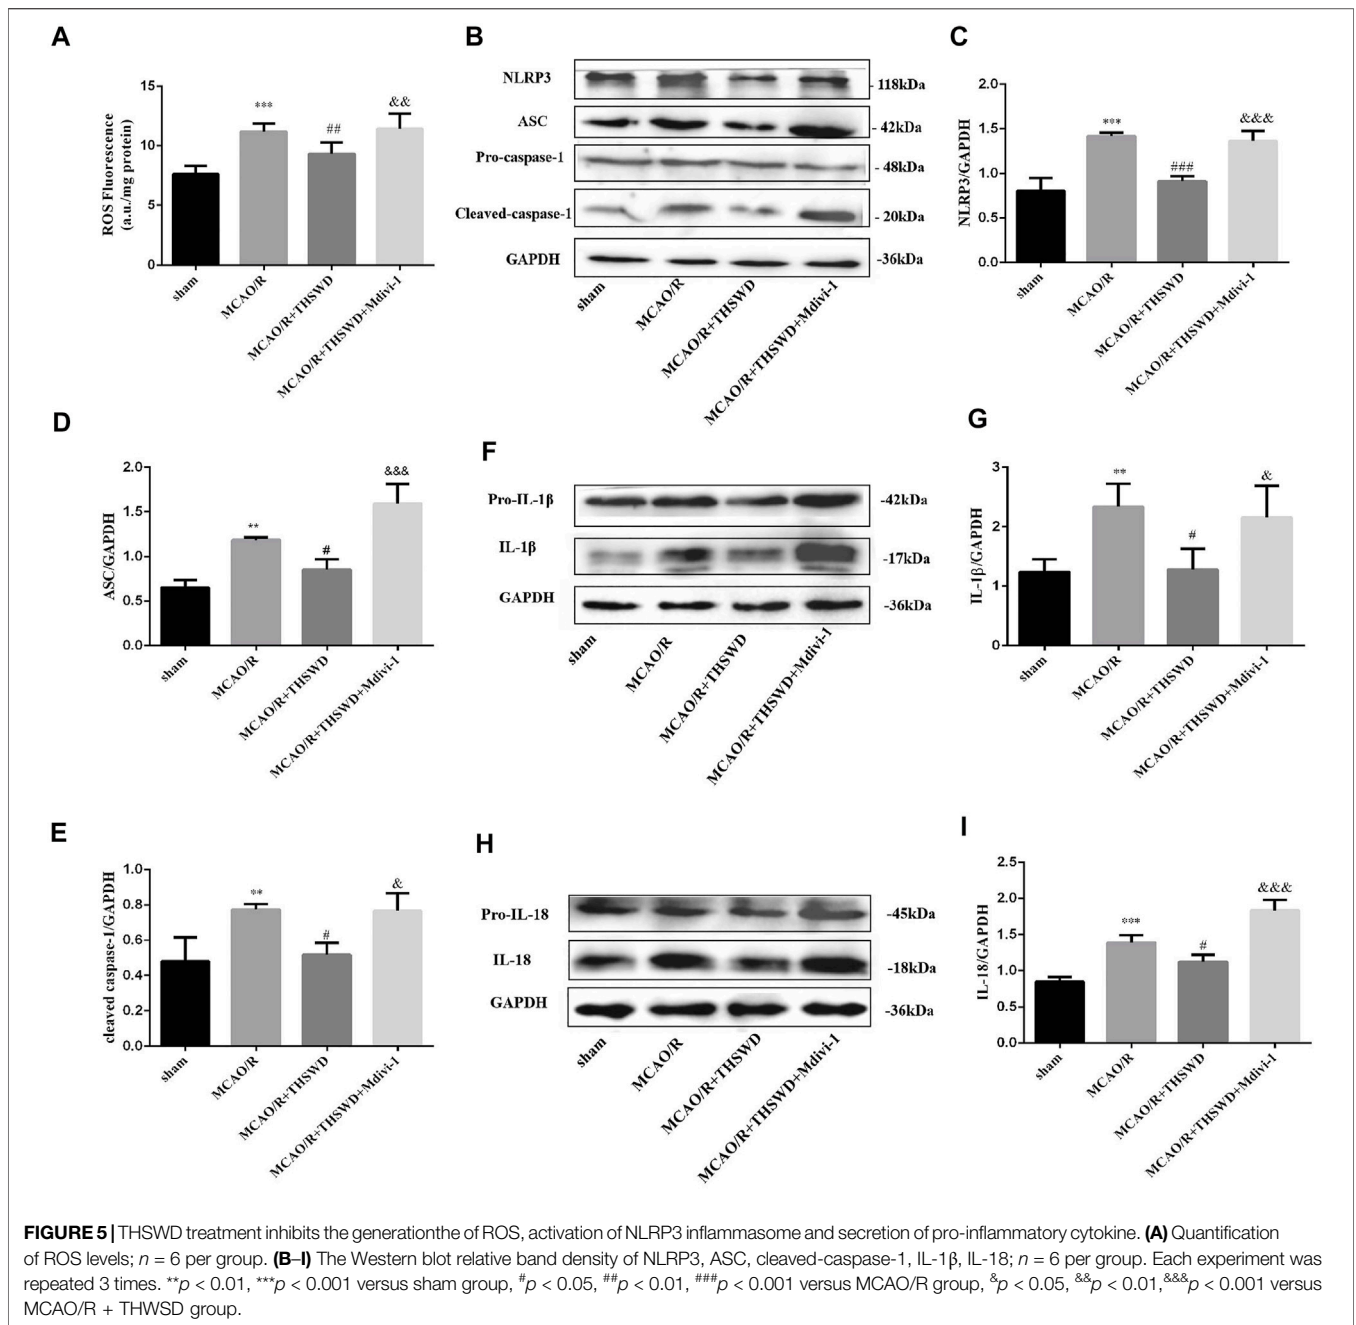 A
15
10
5
0
ROS Fluorescence
(a.u./mg protein)
***
##
&&
sham
MCAO/R
MCAO/R+THSWD
MCAO/R+THSWD+Mdivi-1
B
NLRP3
- 118kDa
ASC
- 42kDa
Pro-caspase-1
- 48kDa
Cleaved-caspase-1
- 20kDa
GAPDH
-36kDa
sham
MCAO/R
MCAO/R+THSWD
MCAO/R+THSWD+Mdivi-1
C
2.0
1.5
1.0
0.5
0.0
NLRP3/GAPDH
***
###
&&&
sham
MCAO/R
MCAO/R+THSWD
MCAO/R+THSWD+Mdivi-1
D
2.0
1.5
1.0
0.5
0.0
ASC/GAPDH
**
#
&&&
sham
MCAO/R
MCAO/R+THSWD
MCAO/R+THSWD+Mdivi-1
F
Pro-IL-1β
-42kDa
IL-1β
-17kDa
GAPDH
-36kDa
sham
MCAO/R
MCAO/R+THSWD
MCAO/R+THSWD+Mdivi-1
G
3
2
1
0
IL-1β/GAPDH
**
#
&
sham
MCAO/R
MCAO/R+THSWD
MCAO/R+THSWD+Mdivi-1
E
1.0
0.8
0.6
0.4
0.2
0.0
cleaved caspase-1/GAPDH
**
#
&
sham
MCAO/R
MCAO/R+THSWD
MCAO/R+THSWD+Mdivi-1
H
Pro-IL-18
-45kDa
IL-18
-18kDa
GAPDH
-36kDa
sham
MCAO/R
MCAO/R+THSWD
MCAO/R+THSWD+Mdivi-1
I
2.5
2.0
1.5
1.0
0.5
0.0
IL-18/GAPDH
***
#
&&&
sham
MCAO/R
MCAO/R+THSWD
MCAO/R+THSWD+Mdivi-1
FIGURE 5 | THSWD treatment inhibits the generationthe of ROS, activation of NLRP3 inflammasome and secretion of pro-inflammatory cytokine. (A) Quantification
of ROS levels; n = 6 per group. (B–I) The Western blot relative band density of NLRP3, ASC, cleaved-caspase-1, IL-1β, IL-18; n = 6 per group. Each experiment was
repeated 3 times. **p < 0.01, ***p < 0.001 versus sham group, #p < 0.05, ##p < 0.01, ###p < 0.001 versus MCAO/R group, &p < 0.05, &&p < 0.01,&&&p < 0.001 versus
MCAO/R + THWSD group.